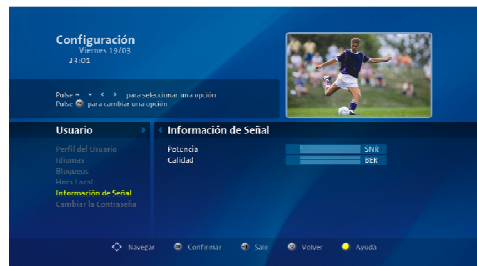 Configuración
Viernes 19/03
23:01
Pulse para seleccionar una opción
Pulse para cambiar una opción
Usuario
Información de Señal
Perfil del Usuario
Potencia
SNR
Idiomas
Calidad
BER
Bloqueos
Hora Local
Información de Señal
Cambiar la Contraseña
Navegar
Confirmar
Salir
Volver
Ayuda